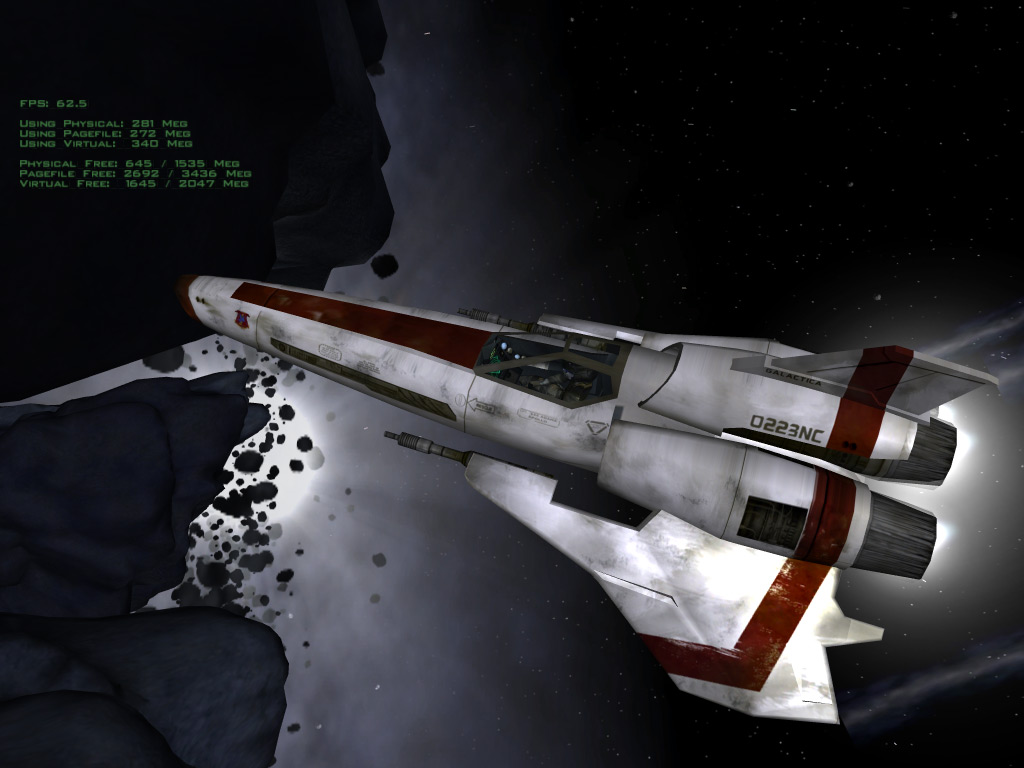 FPS: 62.5
Using Physical: 281 Meg
Using Pagefile: 272 Meg
Using Virtual: 340 Meg
Physical Free: 645 / 1535 Meg
Pagefile Free: 2692 / 3436 Meg
Virtual Free: 1645 / 2047 Meg
GALACTICA
0223NC